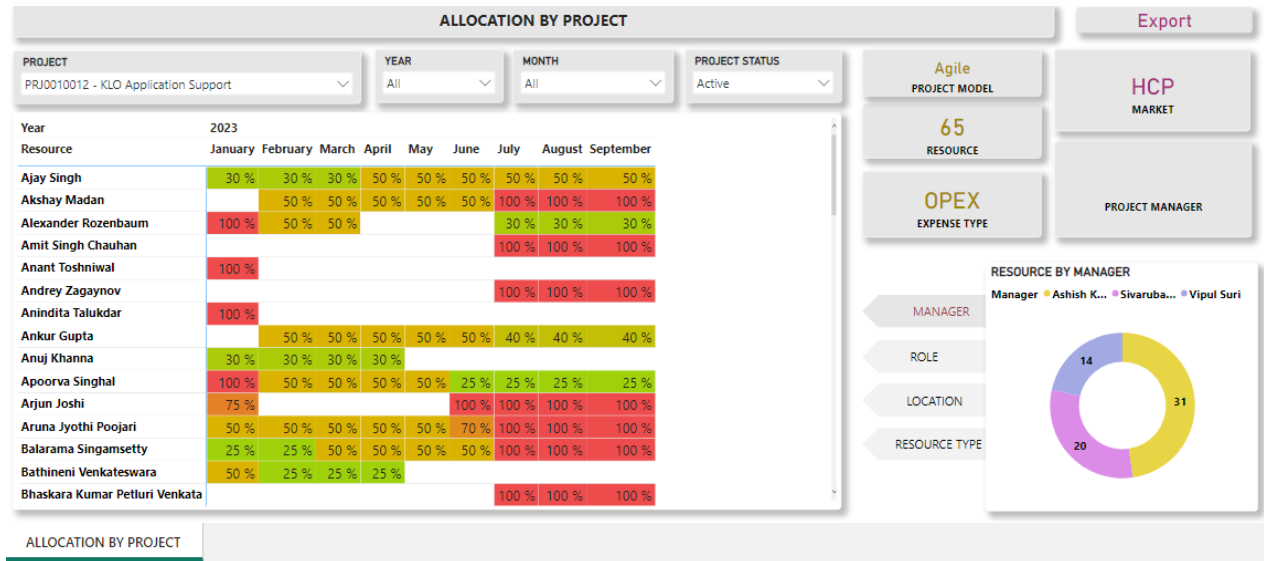 ALLOCATION BY PROJECT
Export
PROJECT
PRJ0010012 - KLO Application Support
YEAR
All
MONTH
All
PROJECT STATUS
Active
Agile
PROJECT MODEL
HCP
MARKET
65
RESOURCE
OPEX
EXPENSE TYPE
PROJECT MANAGER
Year 2023
Resource January February March April May June July August September
Ajay Singh 30 % 30 % 30 % 50 % 50 % 50 % 50 % 50 % 50 %
Akshay Madan 50 % 50 % 50 % 50 % 50 % 100 % 100 % 100 %
Alexander Rozenbaum 100 % 50 % 50 % 30 % 30 % 30 %
Amit Singh Chauhan 100 % 100 % 100 %
Anant Toshniwal 100 %
Andrey Zagaynov 100 % 100 % 100 %
Anindita Talukdar 100 %
Ankur Gupta 50 % 50 % 50 % 50 % 50 % 40 % 40 % 40 %
Anuj Khanna 30 % 30 % 30 % 30 %
Apoorva Singhal 100 % 50 % 50 % 50 % 50 % 25 % 25 % 25 % 25 %
Arjun Joshi 75 % 100 % 100 % 100 % 100 %
Aruna Jyothi Poojari 50 % 50 % 50 % 50 % 50 % 70 % 100 % 100 % 100 %
Balarama Singamsetty 25 % 25 % 50 % 50 % 50 % 50 % 100 % 100 % 100 %
Bathineni Venkateswara 50 % 25 % 25 % 25 %
Bhaskara Kumar Petluri Venkata 100 % 100 % 100 %
MANAGER
ROLE
LOCATION
RESOURCE TYPE
RESOURCE BY MANAGER
Manager Ashish K... Sivaruba... Vipul Suri
14
31
20
ALLOCATION BY PROJECT